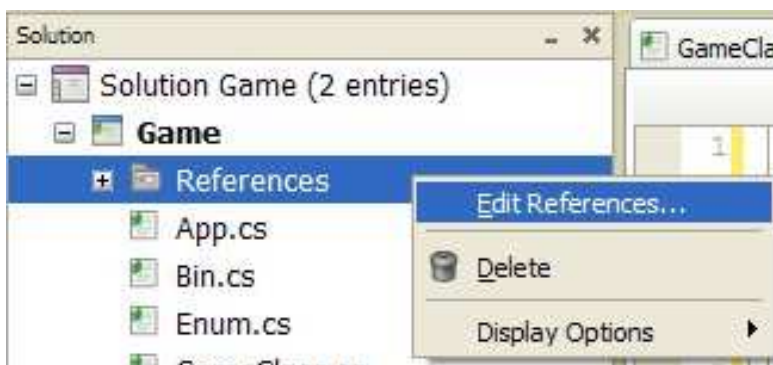 Solution
GameCla
Solution Game (2 entries)
Game
1
References
Edit References...
App.cs
Delete
Bin.cs
Enum.cs
Display Options